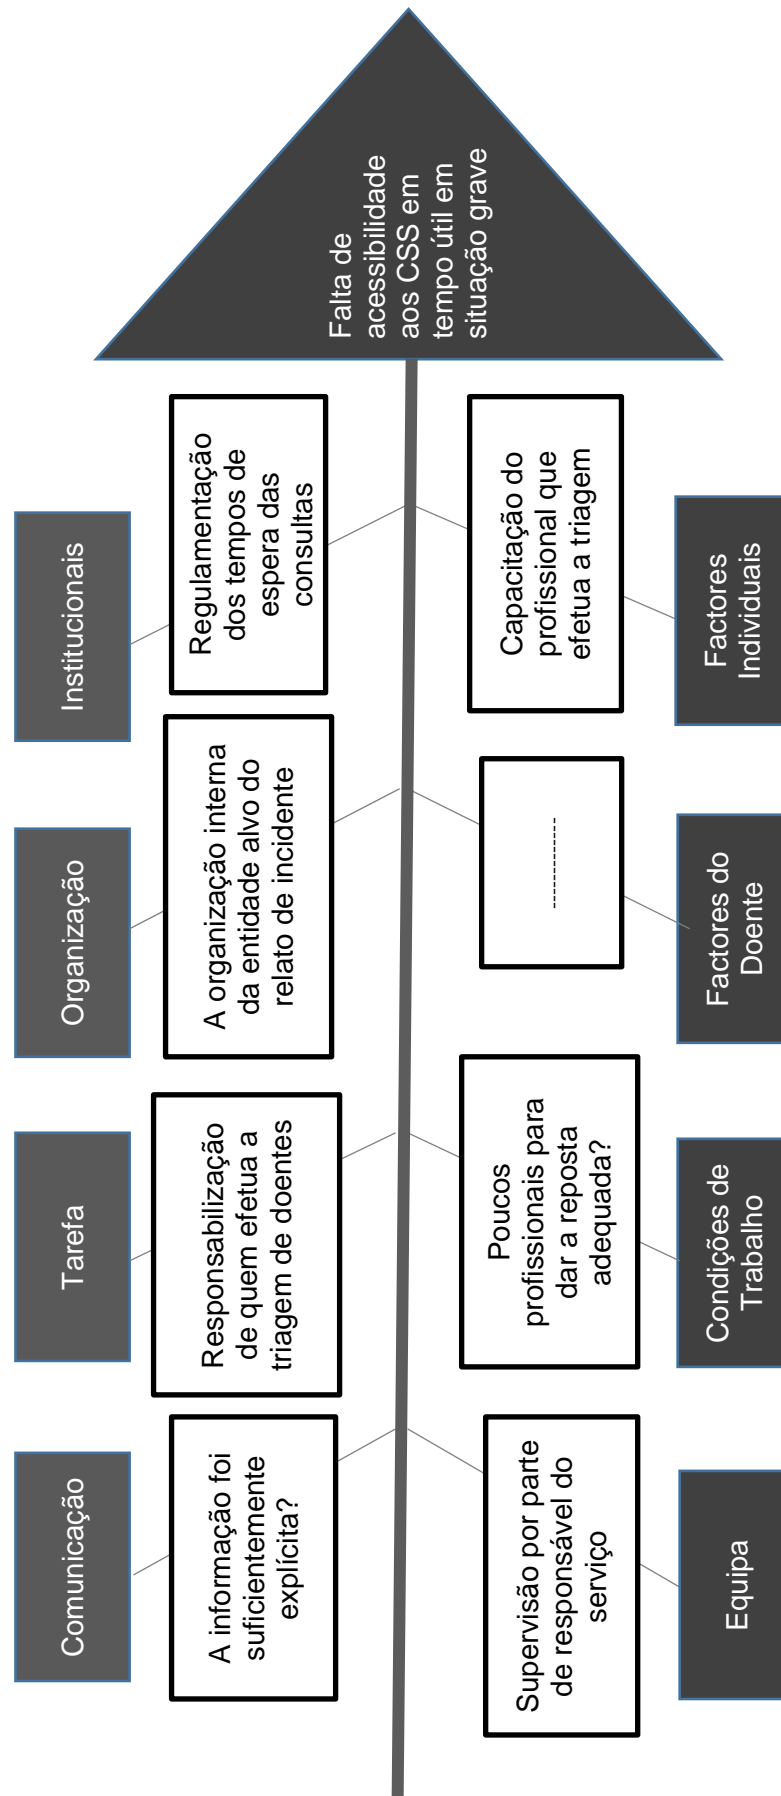 Comunicação
Tarefa
Organização
Institucionais
A informação foi
suficientemente
explícita?
Responsabilização
de quem efetua a
triagem de doentes
A organização interna
da entidade alvo do
relato de incidente
Regulamentação
dos tempos de
espera das
consultas
Falta de
acessibilidade
aos CSS em
tempo útil em
situação grave
Supervisão por parte
de responsável do
serviço
Poucos
profissionais para
dar a reposta
adequada?
---------------
Capacitação do
profissional que
efetua a triagem
Equipa
Condições de
Trabalho
Factores do
Doente
Factores
Individuais